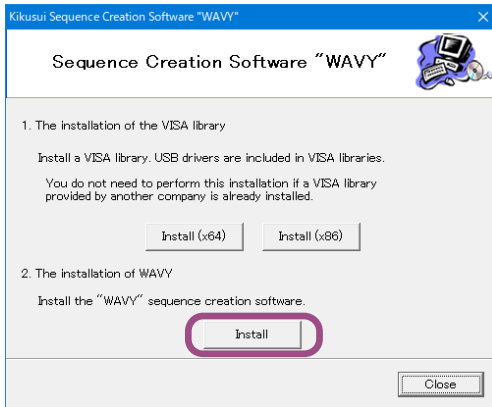 Kikusui Sequence Creation Software "WAVY"
Sequence Creation Software "WAVY"
1. The installation of the VISA library
Install a VISA library. USB drivers are included in VISA libraries.
You do not need to perform this installation if a VISA library
provided by another company is already installed.
Install (x64)
Install (x86)
2. The installation of WAVY
Install the "WAVY" sequence creation software.
Install
Close